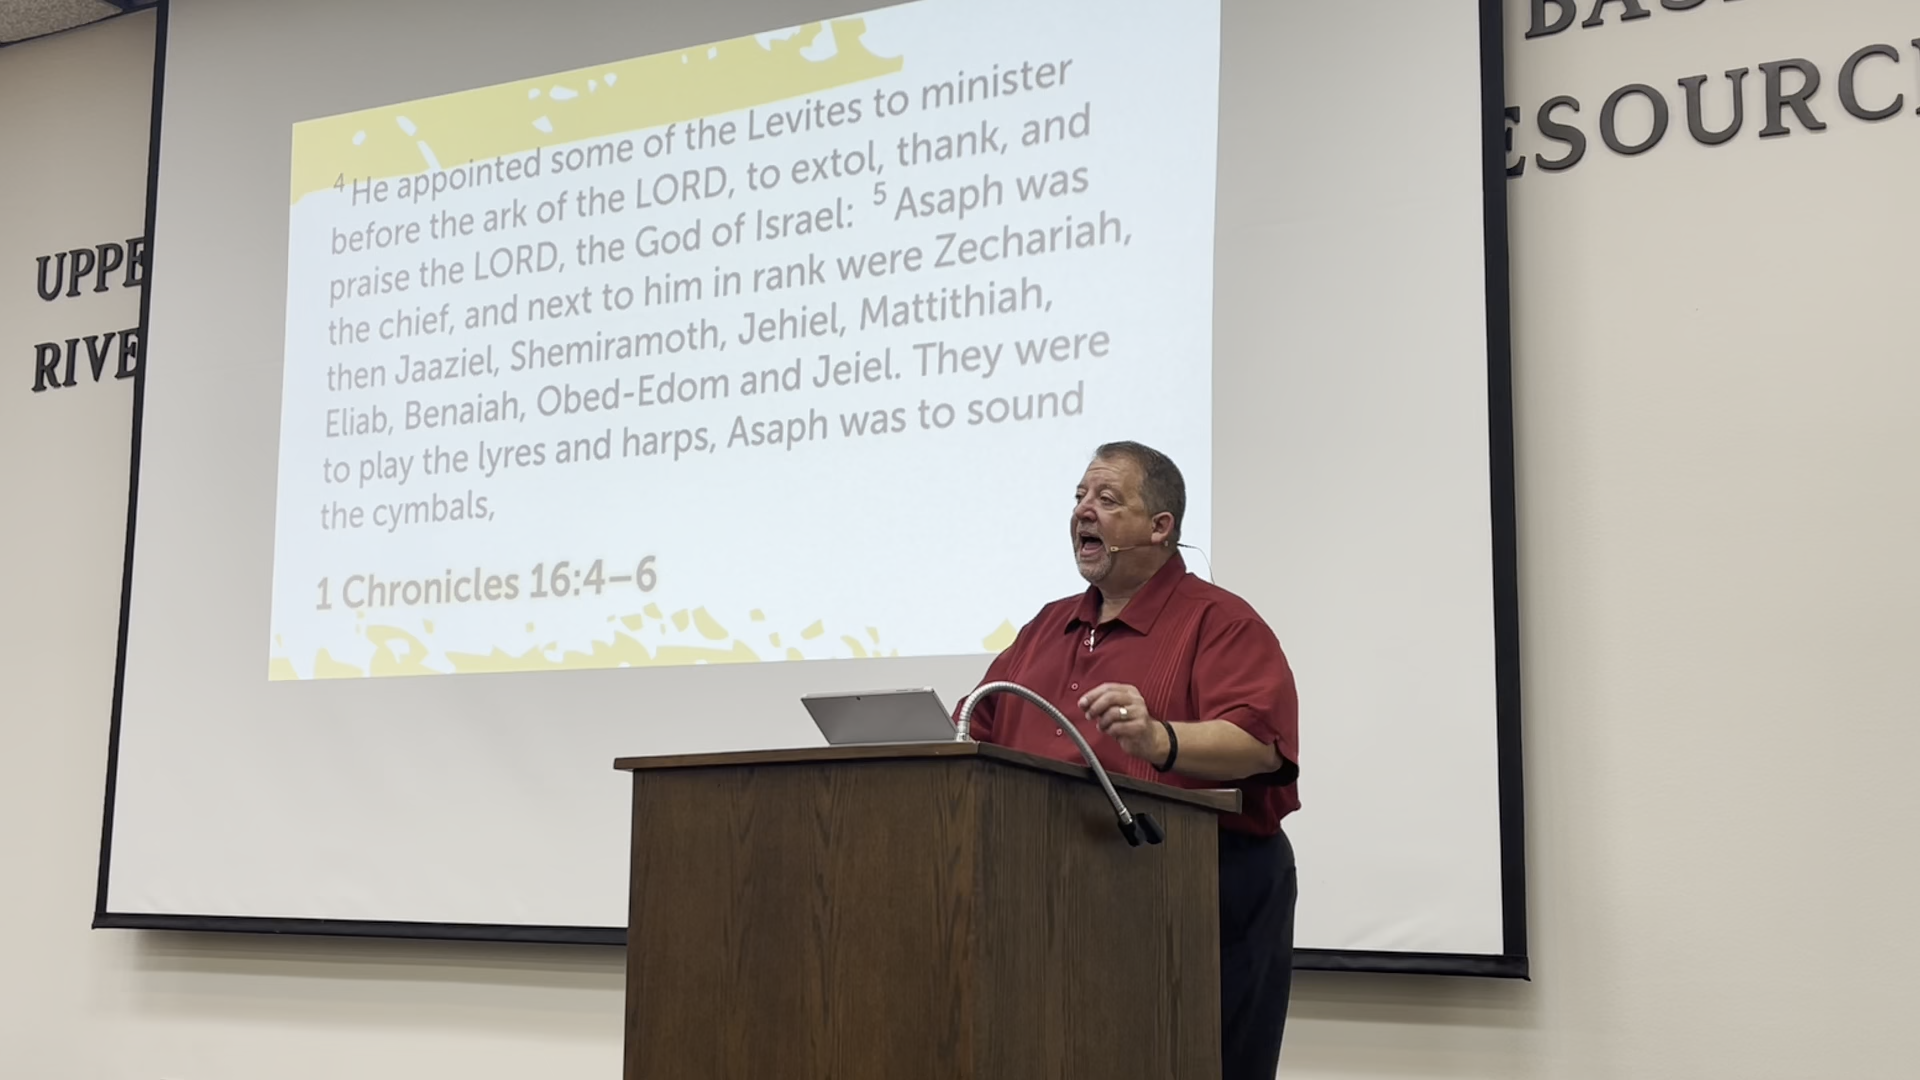 ⁴ He appointed some of the Levites to minister
before the ark of the LORD, to extol, thank, and
praise the LORD, the God of Israel: ⁵ Asaph was
the chief, and next to him in rank were Zechariah,
then Jaaziel, Shemiramoth, Jehiel, Mattithiah,
Eliab, Benaiah, Obed-Edom and Jeiel. They were
to play the lyres and harps, Asaph was to sound
the cymbals,
1 Chronicles 16:4–6
UPPE
RIVE
BAS
ESOURC